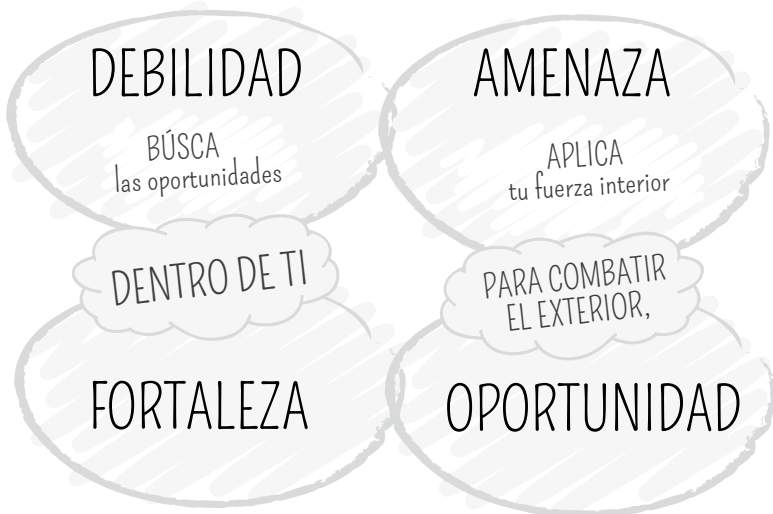 DEBILIDAD
BÚSCA
las oportunidades
DENTRO DE TI
FORTALEZA
AMENAZA
APLICA
tu fuerza interior
PARA COMBATIR
EL EXTERIOR,
OPORTUNIDAD